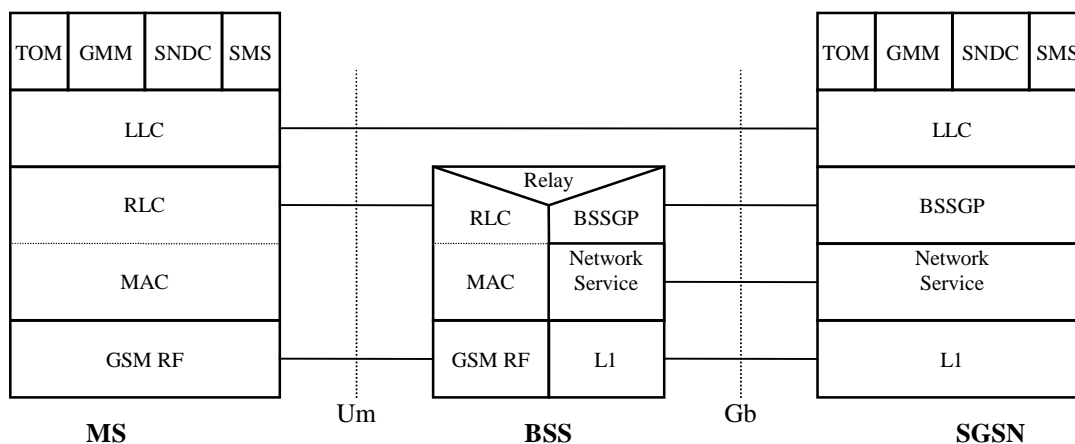 TOM GMM SNDC SMS TOM GMM SNDC SMS
LLC LLC
Relay
RLC RLC BSSGP BSSGP
MAC MAC Network Service Network Service
GSM RF GSM RF L1 L1
Um Gb
MS BSS SGSN